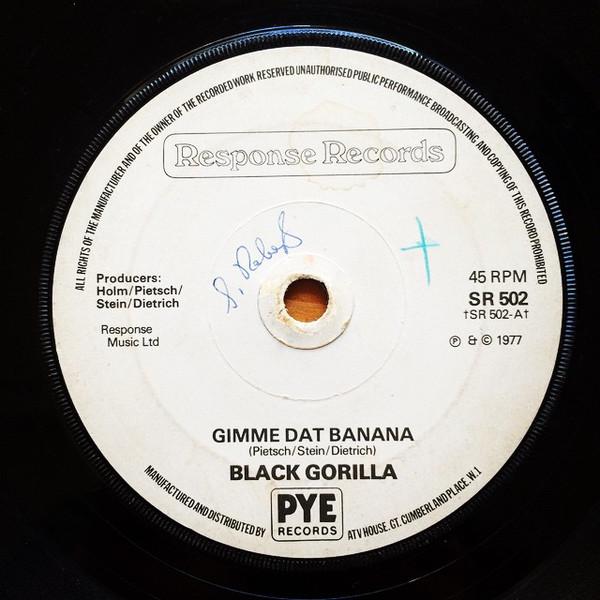 ALL RIGHTS OF THE MANUFACTURER AND OF THE OWNER OF THE RECORDED WORK RESERVED UNAUTHORISED PUBLIC PERFORMANCE BROADCASTING AND COPYING OF THIS RECORD PROHIBITED
Response Records
Producers:
Holm/Pietsch/
Stein/Dietrich
Response
Music Ltd
45 RPM
SR 502
†SR 502-A†
℗ & © 1977
GIMME DAT BANANA
(Pietsch/Stein/Dietrich)
BLACK GORILLA
MANUFACTURED AND DISTRIBUTED BY
PYE
RECORDS
ATV HOUSE, GT. CUMBERLAND PLACE, W.1